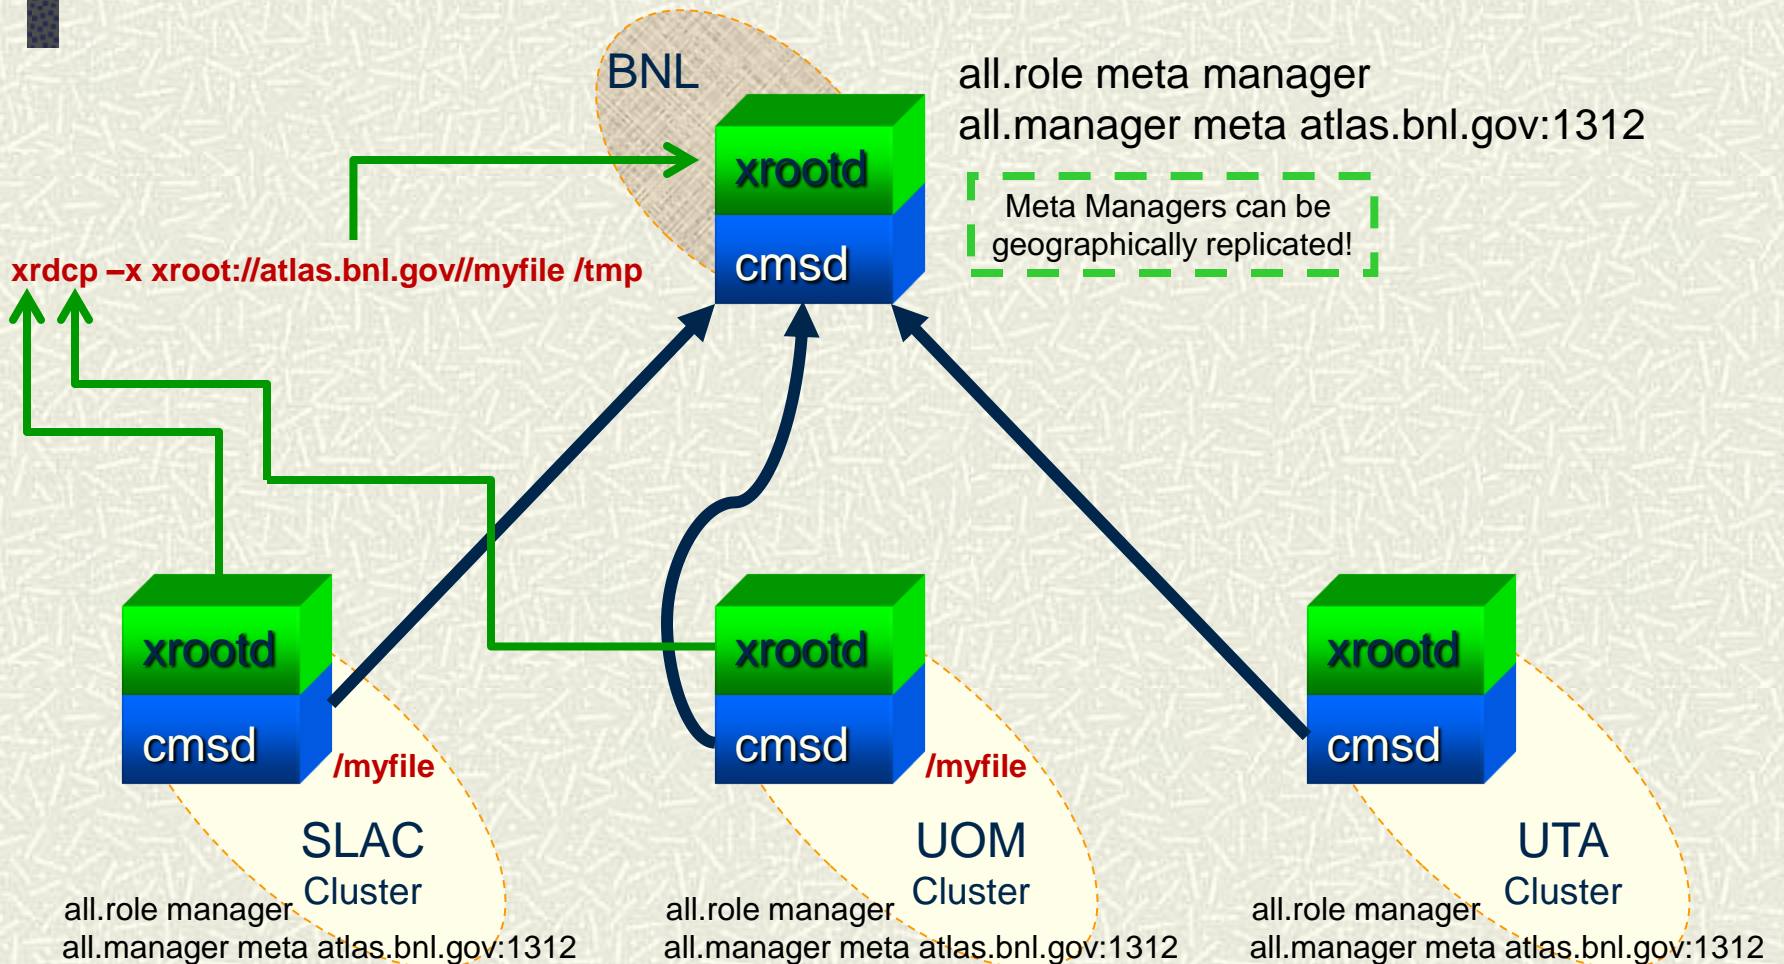 BNL
all.role meta manager
all.manager meta atlas.bnl.gov:1312
xrootd
cmsd
Meta Managers can be
geographically replicated!
xrdcp –x xroot://atlas.bnl.gov//myfile /tmp
xrootd
cmsd
/myfile
SLAC
Cluster
all.role manager
all.manager meta atlas.bnl.gov:1312
xrootd
cmsd
/myfile
UOM
Cluster
all.role manager
all.manager meta atlas.bnl.gov:1312
xrootd
cmsd
UTA
Cluster
all.role manager
all.manager meta atlas.bnl.gov:1312